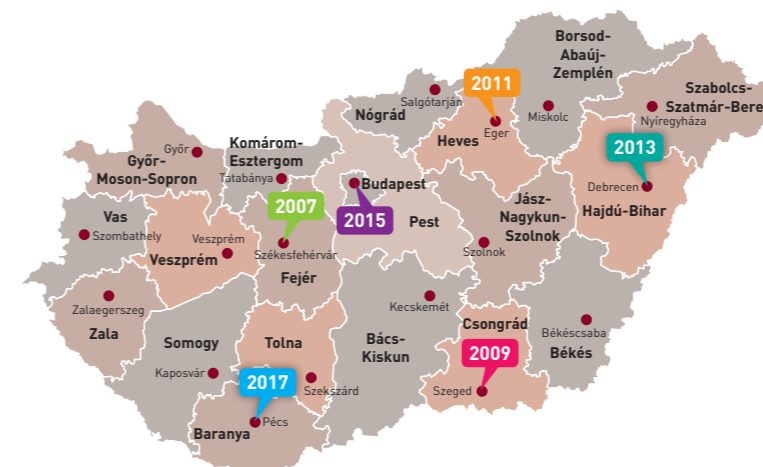 Borsod-
Abaúj-
Zemplén
Szabolcs-
Szatmár-Bere
Nyíregyháza
2011
Salgótarján
Nógrád
Heves
Eger
Miskolc
2013
Debrecen
Hajdú-Bihar
Győr
Győr-
Moson-Sopron
Komárom-
Esztergom
Tatabánya
Budapest
2015
Pest
2007
Székesfehérvár
Fejér
Jász-
Nagykun-
Szolnok
Szolnok
Vas
Szombathely
Veszprém
Veszprém
Zalaegerszeg
Zala
Somogy
Kaposvár
Tolna
Szekszárd
Bács-
Kiskun
Kecskemét
Csongrád
2009
Szeged
Békéscsaba
Békés
2017
Pécs
Baranya